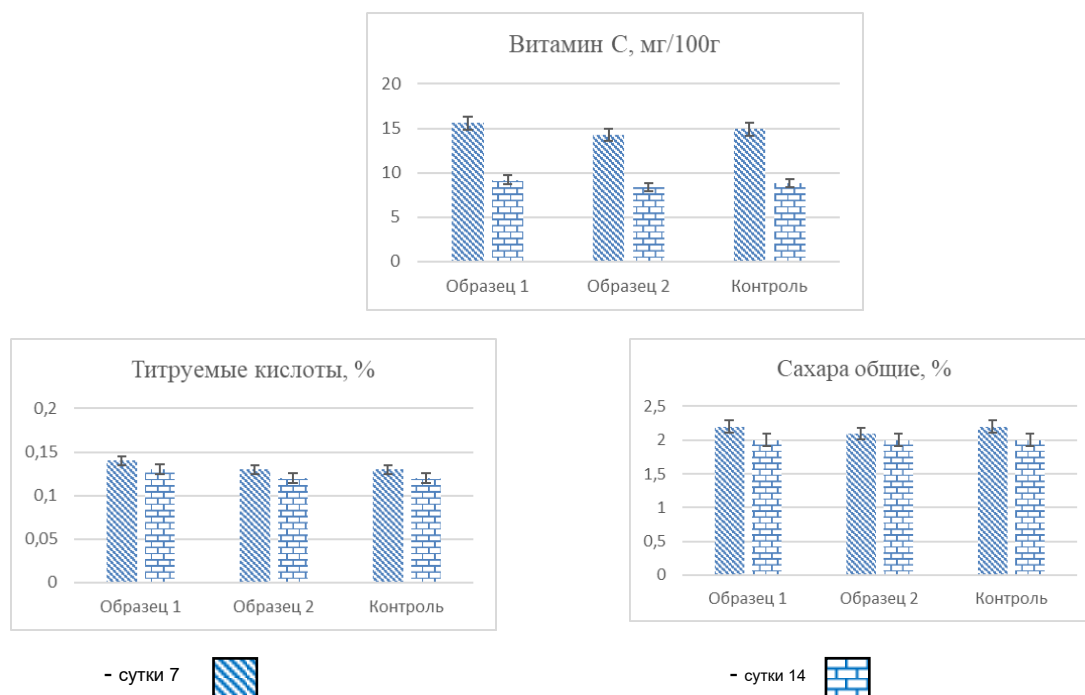 Витамин С, мг/100г
20
15
10
5
0
Образец 1 Образец 2 Контроль
Титруемые кислоты, %
0,2
0,15
0,1
0,05
0
Образец 1 Образец 2 Контроль
Сахара общие, %
2,5
2
1,5
1
0,5
0
Образец 1 Образец 2 Контроль
- сутки 7
- сутки 14